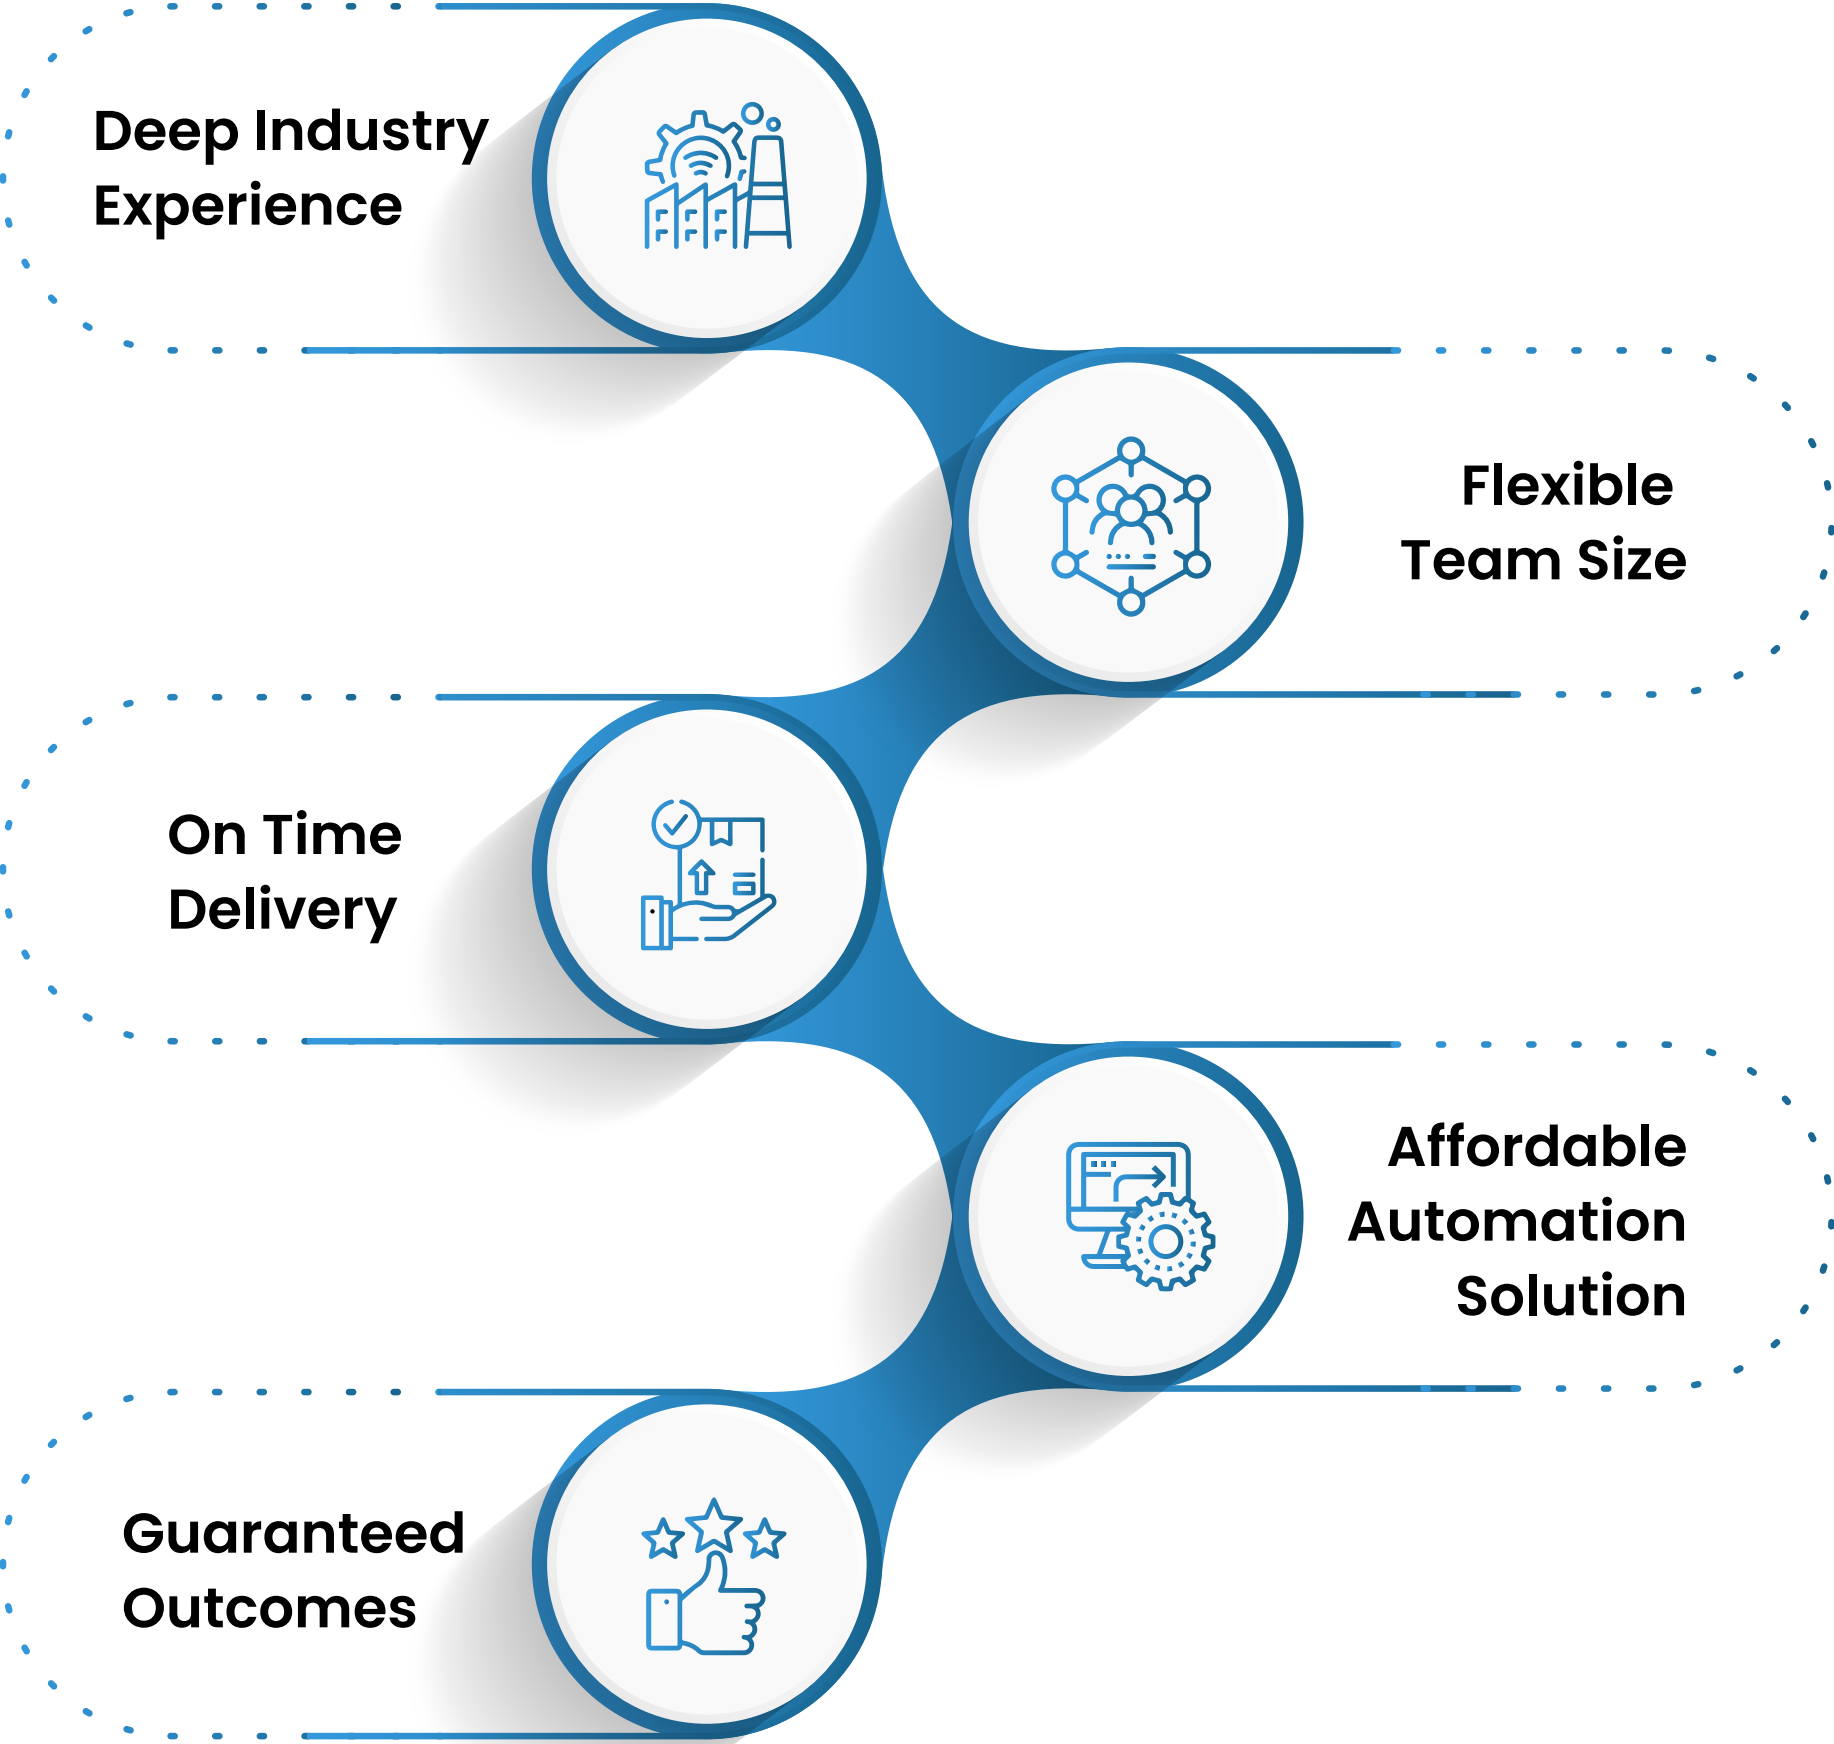 Deep Industry
Experience
Flexible
Team Size
On Time
Delivery
Affordable
Automation
Solution
Guaranteed
Outcomes